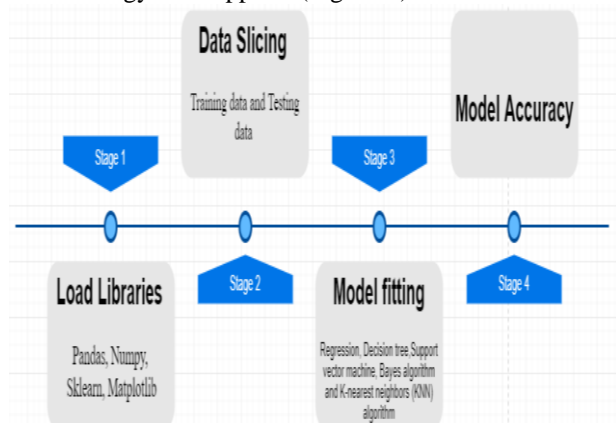 Data Slicing
Training data and Testing
data
Model Accuracy
Stage 1
Stage 3
Stage 2
Stage 4
Load Libraries
Pandas, Numpy,
Sklearn, Matplotlib
Model fitting
Regression, Decision tree,Support
vector machine, Bayes algorithm
and K-nearest neighbors (KNN)
algorithm